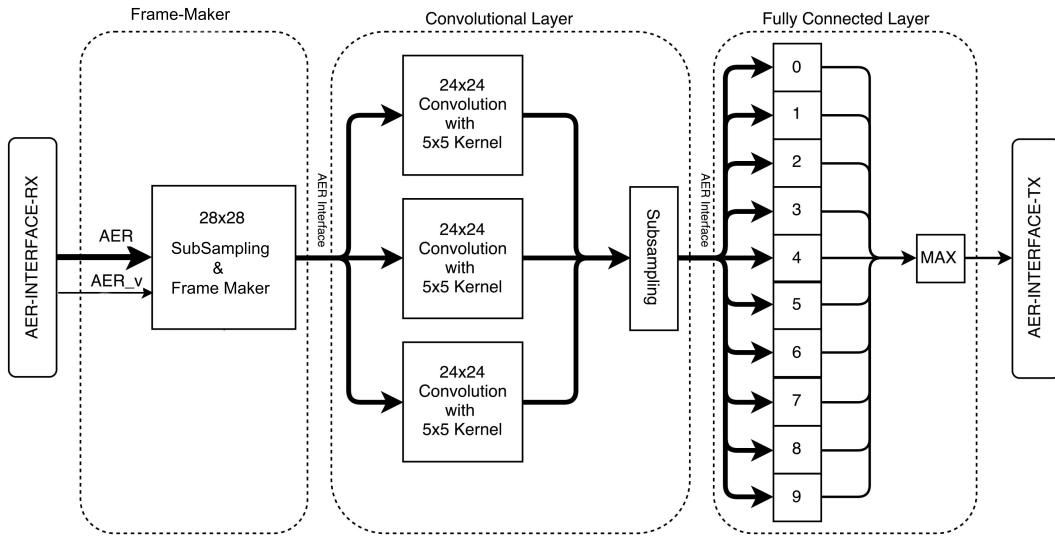 Frame-Maker
Convolutional Layer
Fully Connected Layer
AER-INTERFACE-RX
AER
AER_v
28x28
SubSampling
&
Frame Maker
AER Interface
24x24
Convolution
with
5x5 Kernel
24x24
Convolution
with
5x5 Kernel
24x24
Convolution
with
5x5 Kernel
Subsampling
AER Interface
0
1
2
3
4
5
6
7
8
9
MAX
AER-INTERFACE-TX